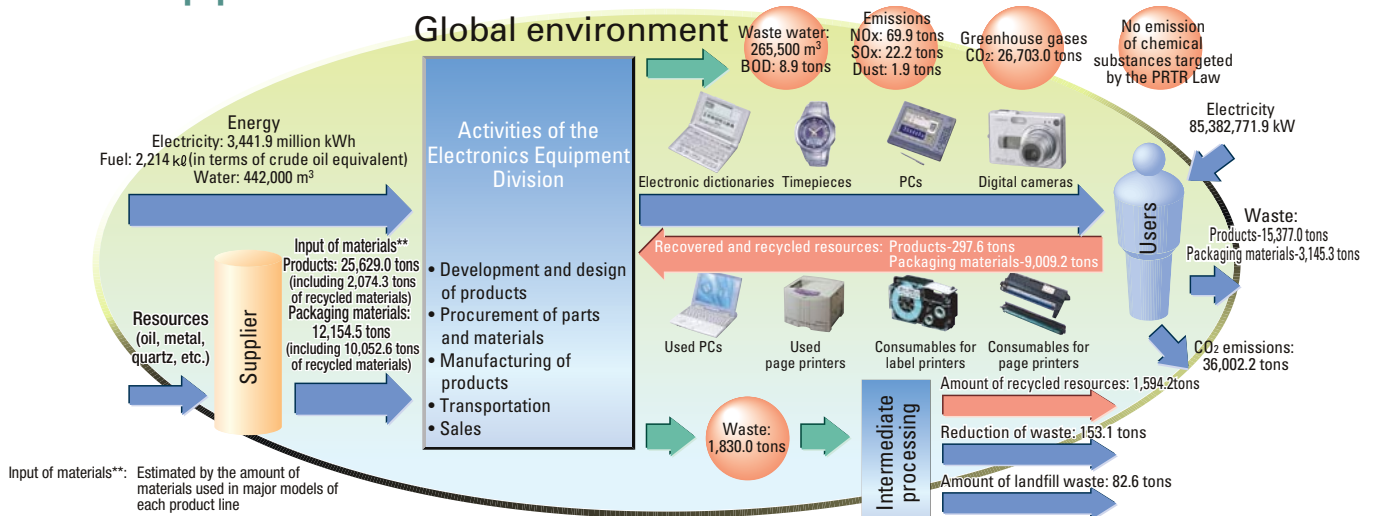 Global environment
Waste water:
265,500 m³
BOD: 8.9 tons
Emissions
NOx: 69.9 tons
SOx: 22.2 tons
Dust: 1.9 tons
Greenhouse gases
CO₂: 26,703.0 tons
No emission
of chemical
substances targeted
by the PRTR Law
Energy
Electricity: 3,441.9 million kWh
Fuel: 2,214 kℓ (in terms of crude oil equivalent)
Water: 442,000 m³
Activities of the
Electronics Equipment
Division
• Development and design
of products
• Procurement of parts
and materials
• Manufacturing of
products
• Transportation
• Sales
Electronic dictionaries
Timepieces
PCs
Digital cameras
Electricity
85,382,771.9 kW
Users
Waste:
Products-15,377.0 tons
Packaging materials-3,145.3 tons
Recovered and recycled resources: Products-297.6 tons
Packaging materials-9,009.2 tons
Resources
(oil, metal,
quartz, etc.)
Supplier
Input of materials**
Products: 25,629.0 tons
(including 2,074.3 tons
of recycled materials)
Packaging materials:
12,154.5 tons
(including 10,052.6 tons
of recycled materials)
Used PCs
Used
page printers
Consumables for
label printers
Consumables for
page printers
CO₂ emissions:
36,002.2 tons
Waste:
1,830.0 tons
Intermediate
processing
Amount of recycled resources: 1,594.2tons
Reduction of waste: 153.1 tons
Amount of landfill waste: 82.6 tons
Input of materials**: Estimated by the amount of
materials used in major models of
each product line